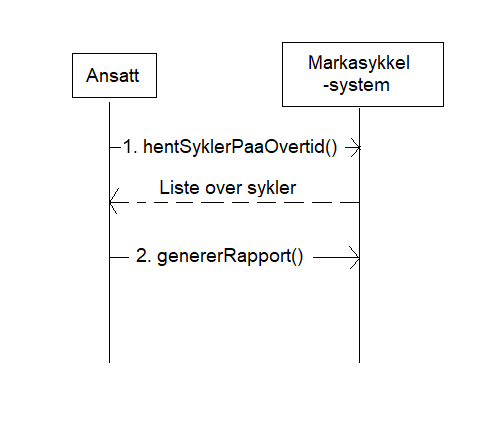 Ansatt
Markasykkel
-system
1. hentSyklerPaaOvertid()
Liste over sykler
2. genererRapport()